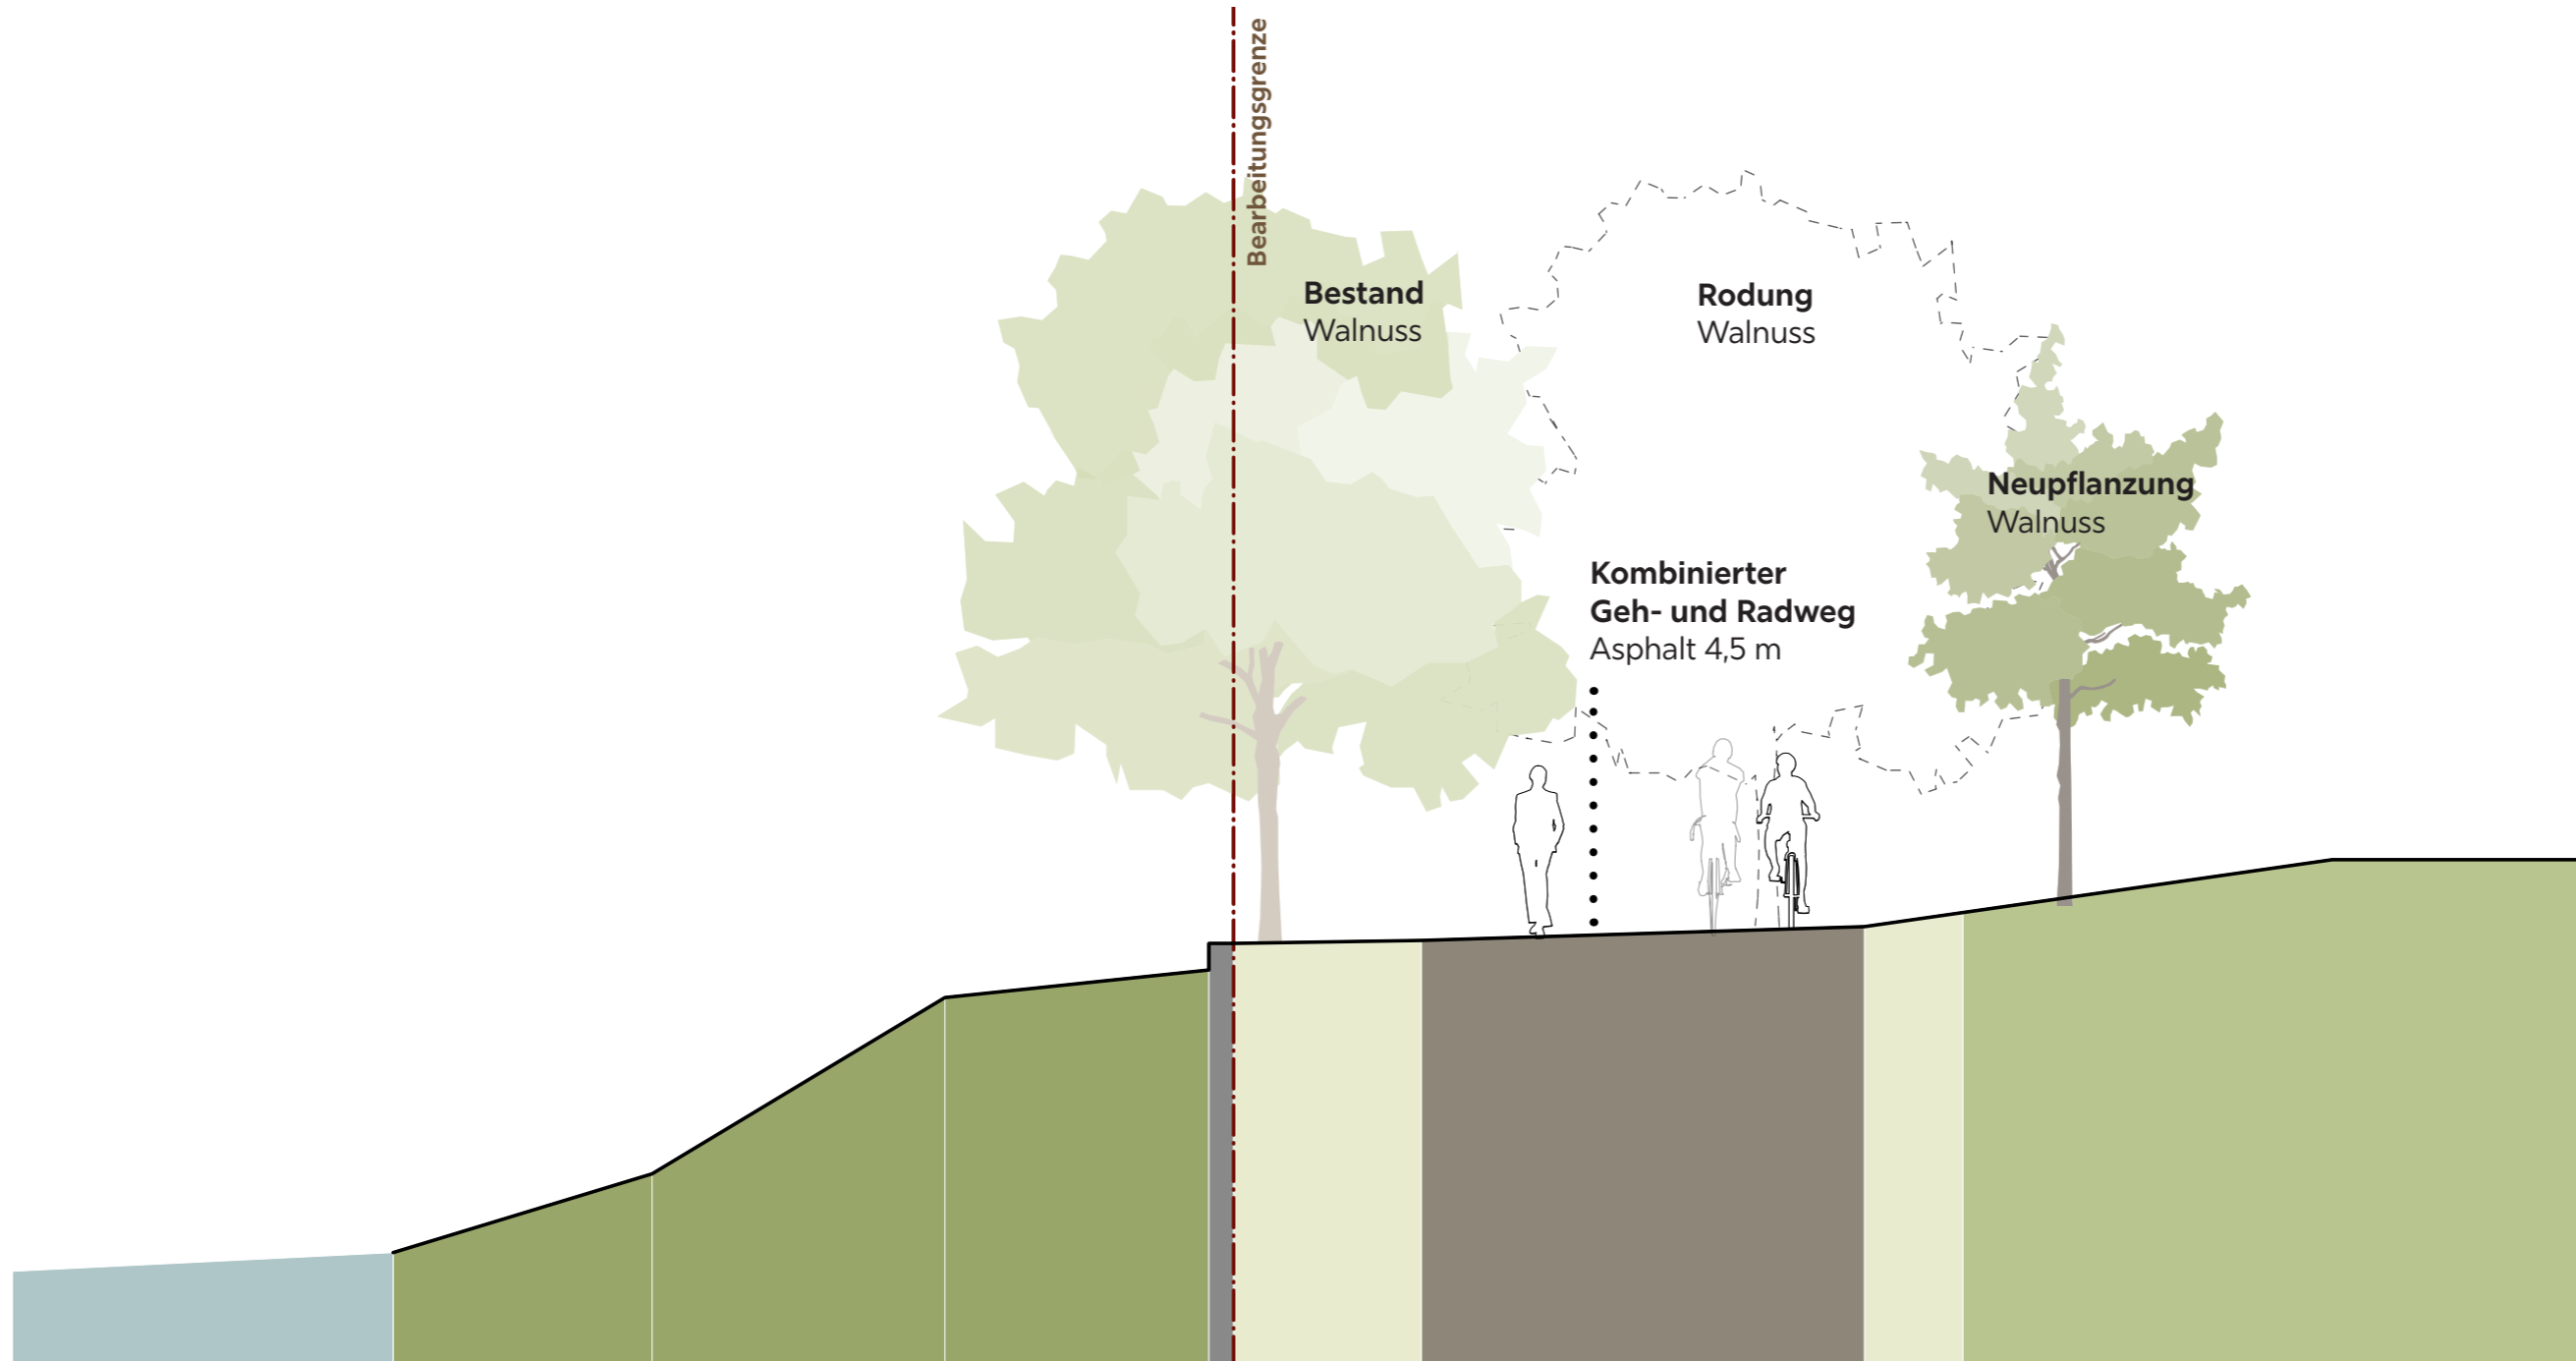 Bearbeitungsgrenze
Bestand
Walnuss
Rodung
Walnuss
Neupflanzung
Walnuss
Kombinierter
Geh- und Radweg
Asphalt 4,5 m